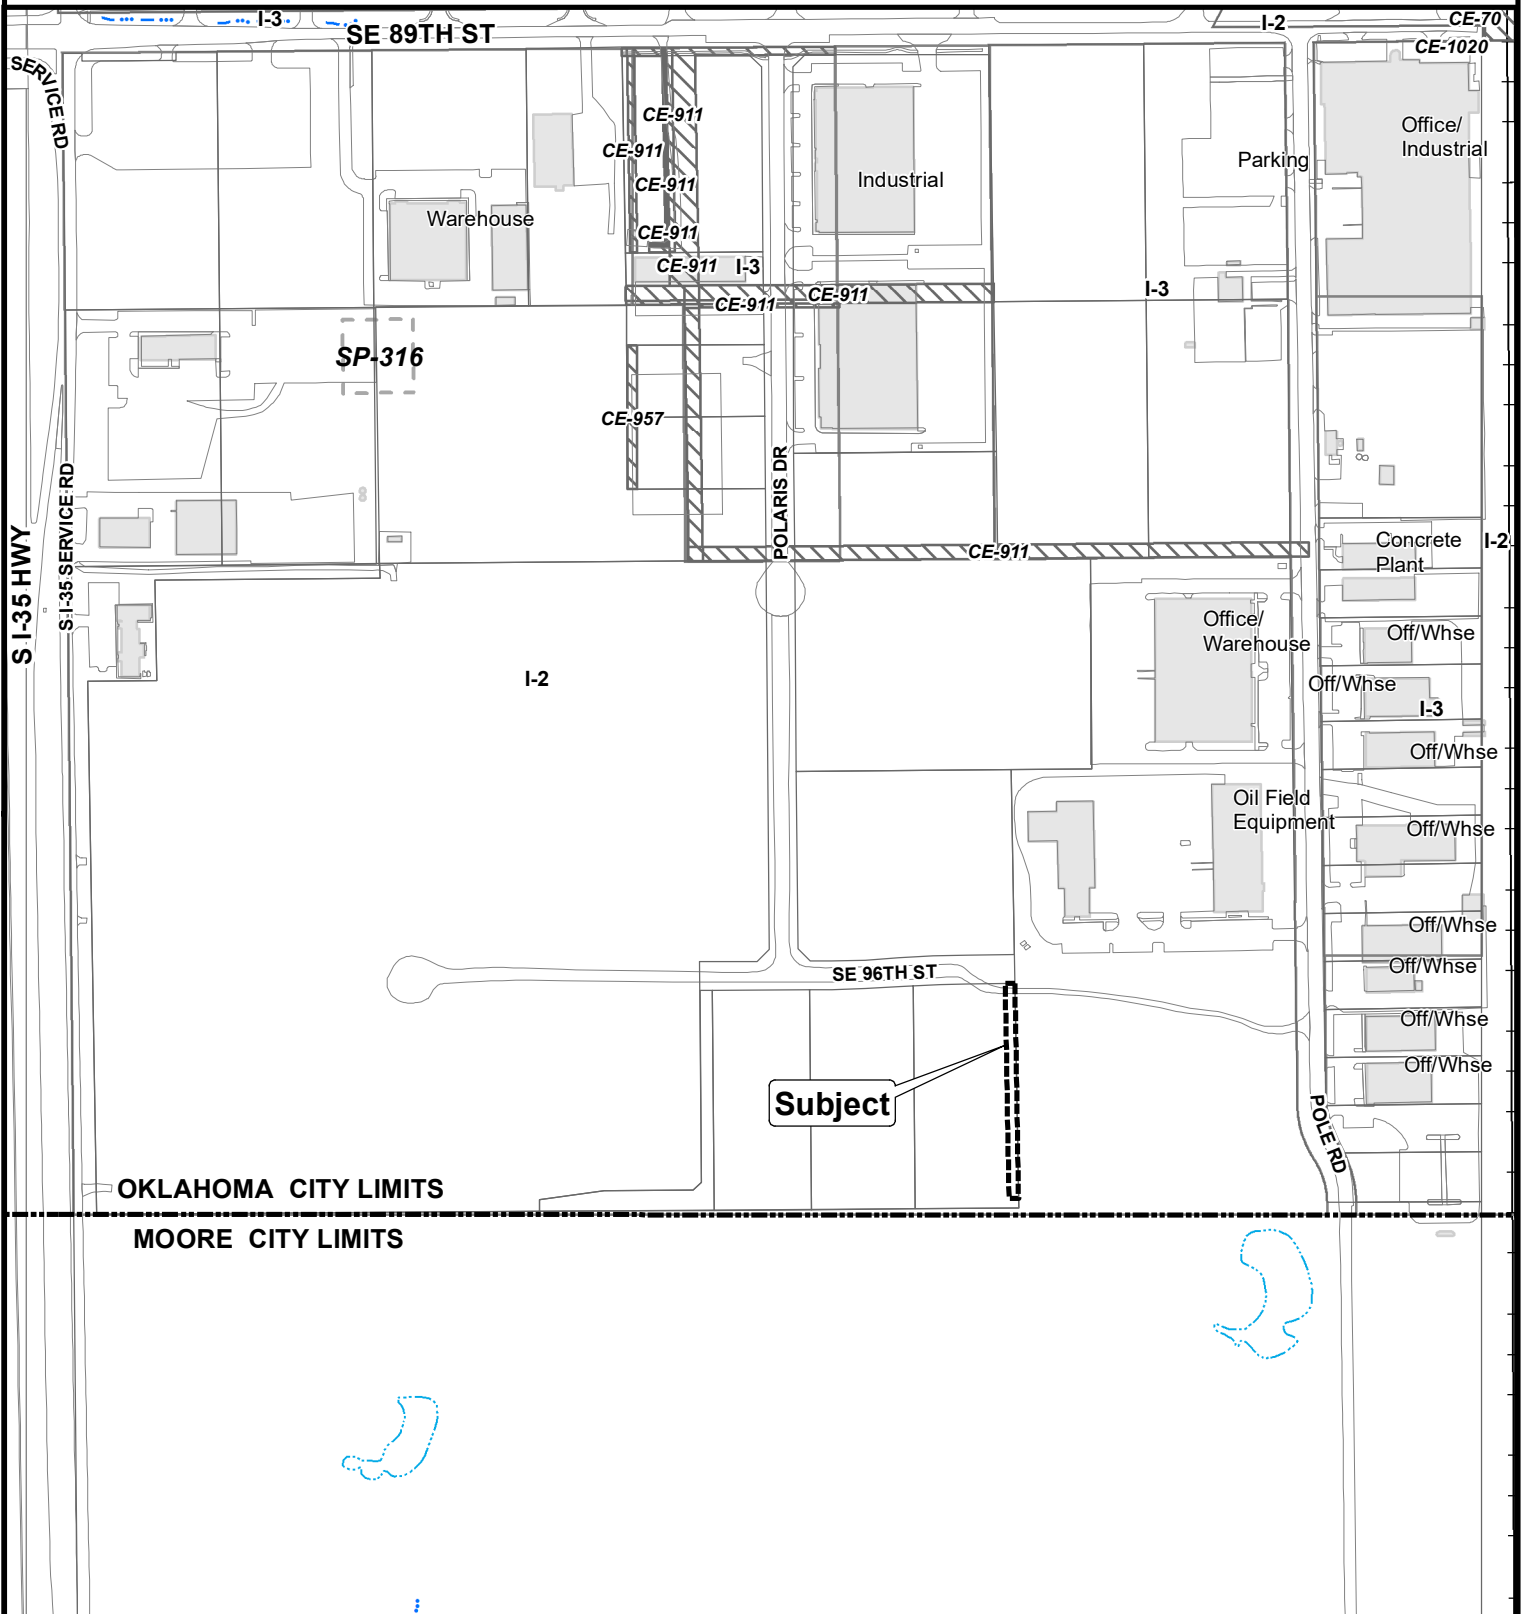 I-3
I-2
CE-70
SE 89TH ST
CE-1020
SERVICE RD
CE-911
Office/
Industrial
CE-911
Parking
CE-911
Industrial
Warehouse
CE-911
CE-911
I-3
CE-911
CE-911
I-3
SP-316
CE-957
POLARIS DR
S I-35 HWY
S I-35 SERVICE RD
CE-911
Concrete
Plant
I-2
Office/
Warehouse
Off/Whse
I-2
Off/Whse
I-3
Off/Whse
Oil Field
Equipment
Off/Whse
Off/Whse
SE 96TH ST
Off/Whse
Off/Whse
Off/Whse
Subject
POLE RD
OKLAHOMA CITY LIMITS
MOORE CITY LIMITS